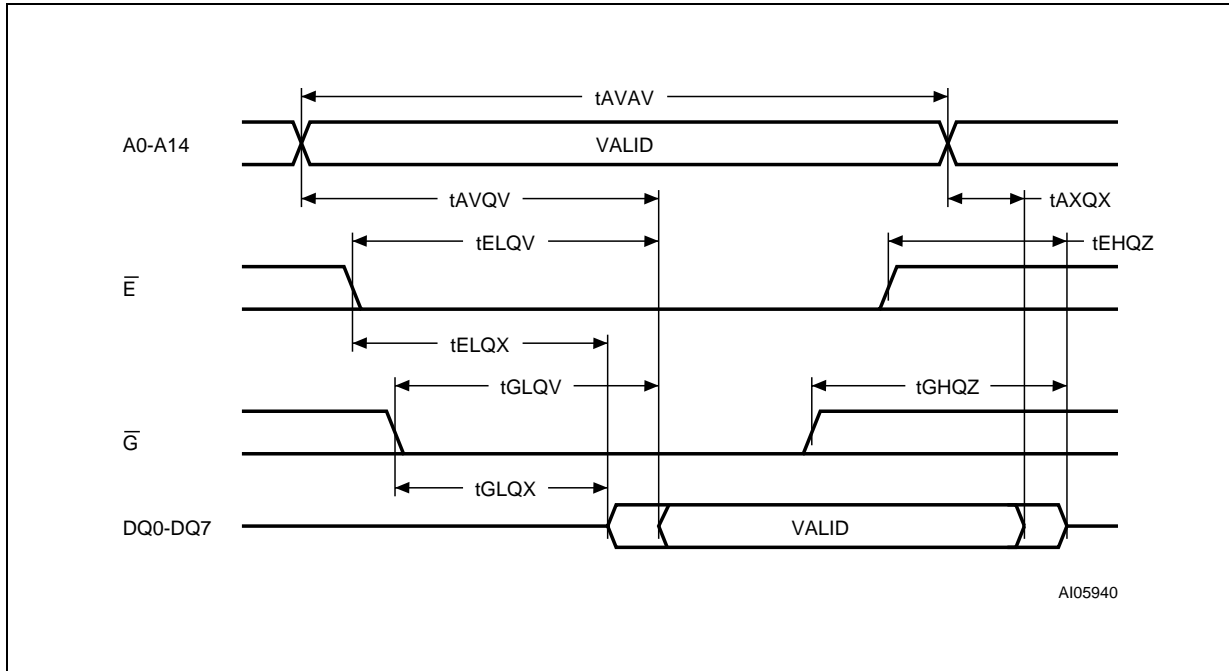 tAVAV
A0-A14
VALID
tAVQV
tAXQX
tELQV
tEHQZ
E̅
tELQX
tGLQV
tGHQZ
G̅
tGLQX
DQ0-DQ7
VALID
AI05940